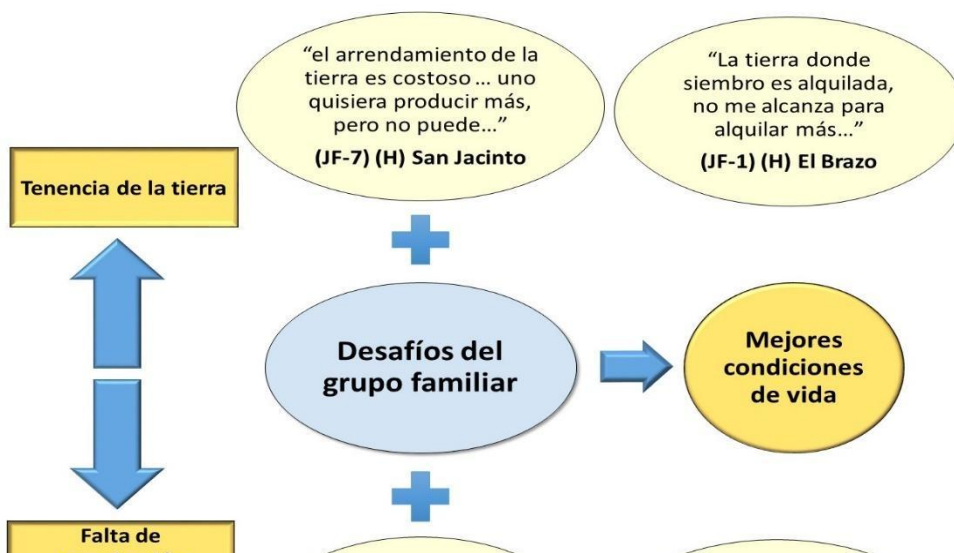 “el arrendamiento de la
tierra es costoso ... uno
quisiera producir más,
pero no puede...”
(JF-7) (H) San Jacinto
“La tierra donde
siembro es alquilada,
no me alcanza para
alquilar más...”
(JF-1) (H) El Brazo
Tenencia de la tierra
Desafíos del
grupo familiar
Mejores
condiciones
de vida
Falta de